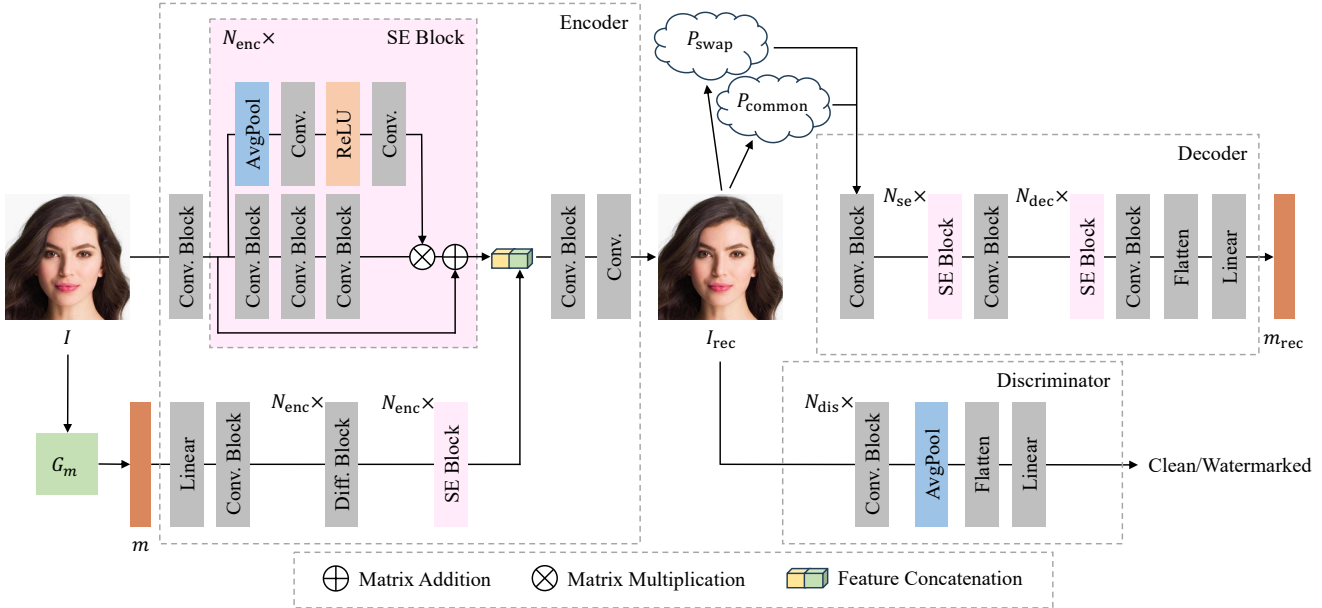 Encoder
N_enc×
SE Block
AvgPool
Conv.
ReLU
Conv.
Conv. Block
Conv. Block
Conv. Block
Conv. Block
Conv. Block
Conv.
I
G_m
m
Linear
Conv. Block
N_enc×
Diff. Block
N_enc×
SE Block
P_swap
P_common
I_rec
Decoder
Conv. Block
N_se×
SE Block
Conv. Block
N_dec×
SE Block
Conv. Block
Flatten
Linear
m_rec
Discriminator
N_dis×
Conv. Block
AvgPool
Flatten
Linear
Clean/Watermarked
Matrix Addition
Matrix Multiplication
Feature Concatenation